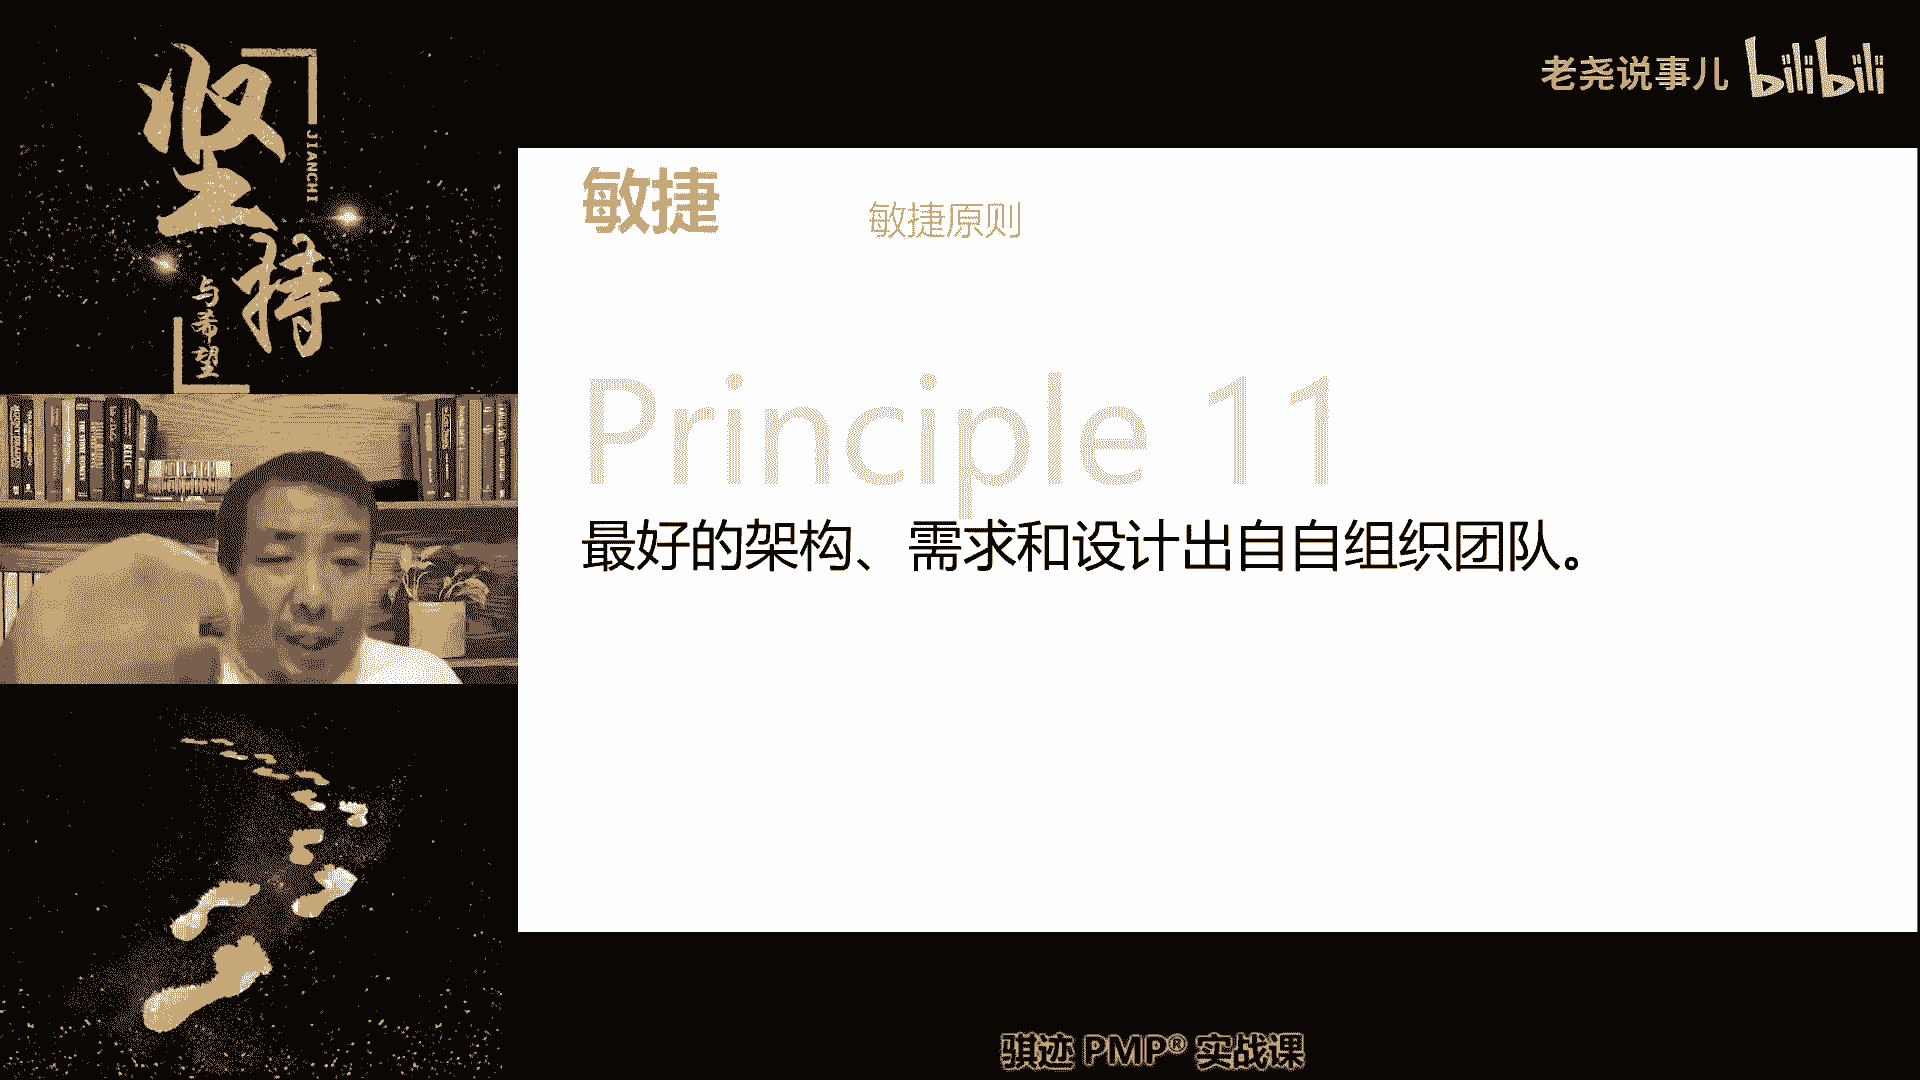 坚持
JIANCHI
与希望
老尧说事儿 bilibili
敏捷
敏捷原则
Principle 11
最好的架构、需求和设计出自自组织团队。
骐迹 PMP® 实战课